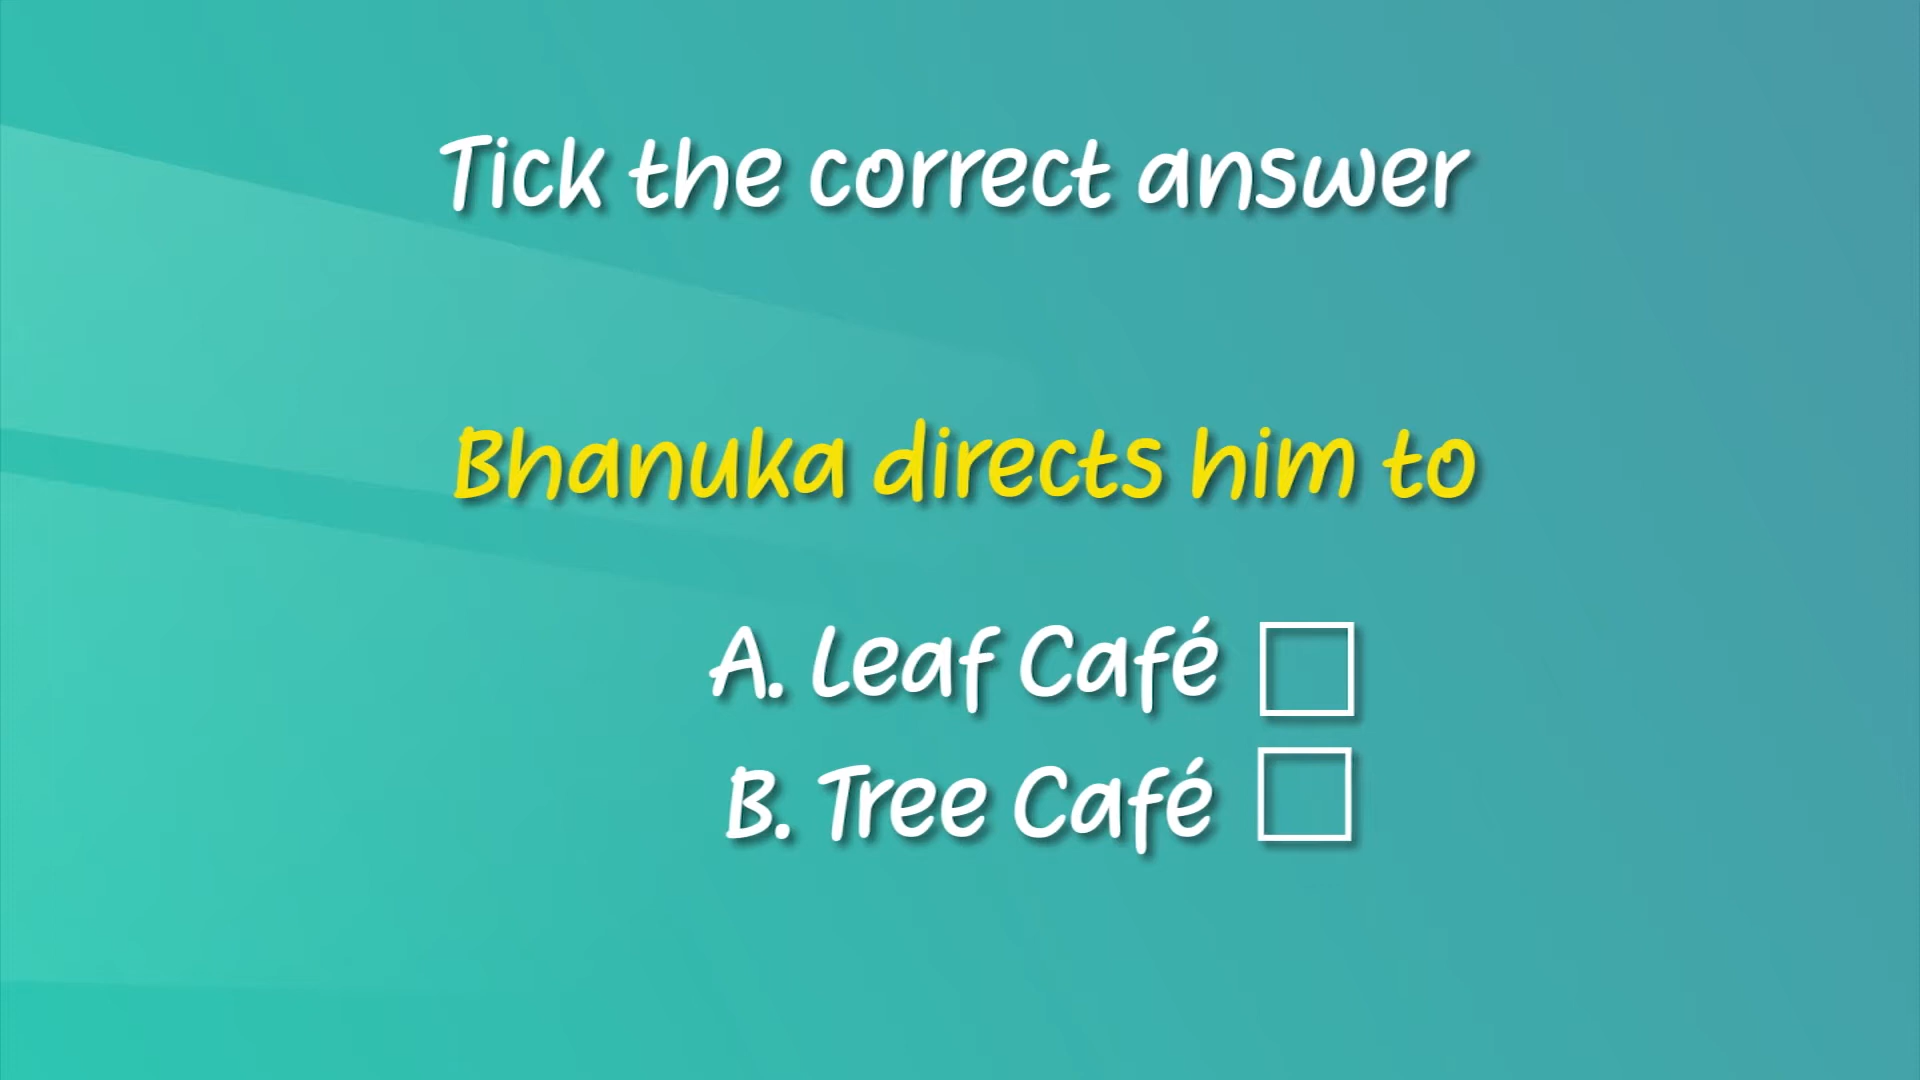 Tick the correct answer
Bhanuka directs him to
A. Leaf Café
B. Tree Café